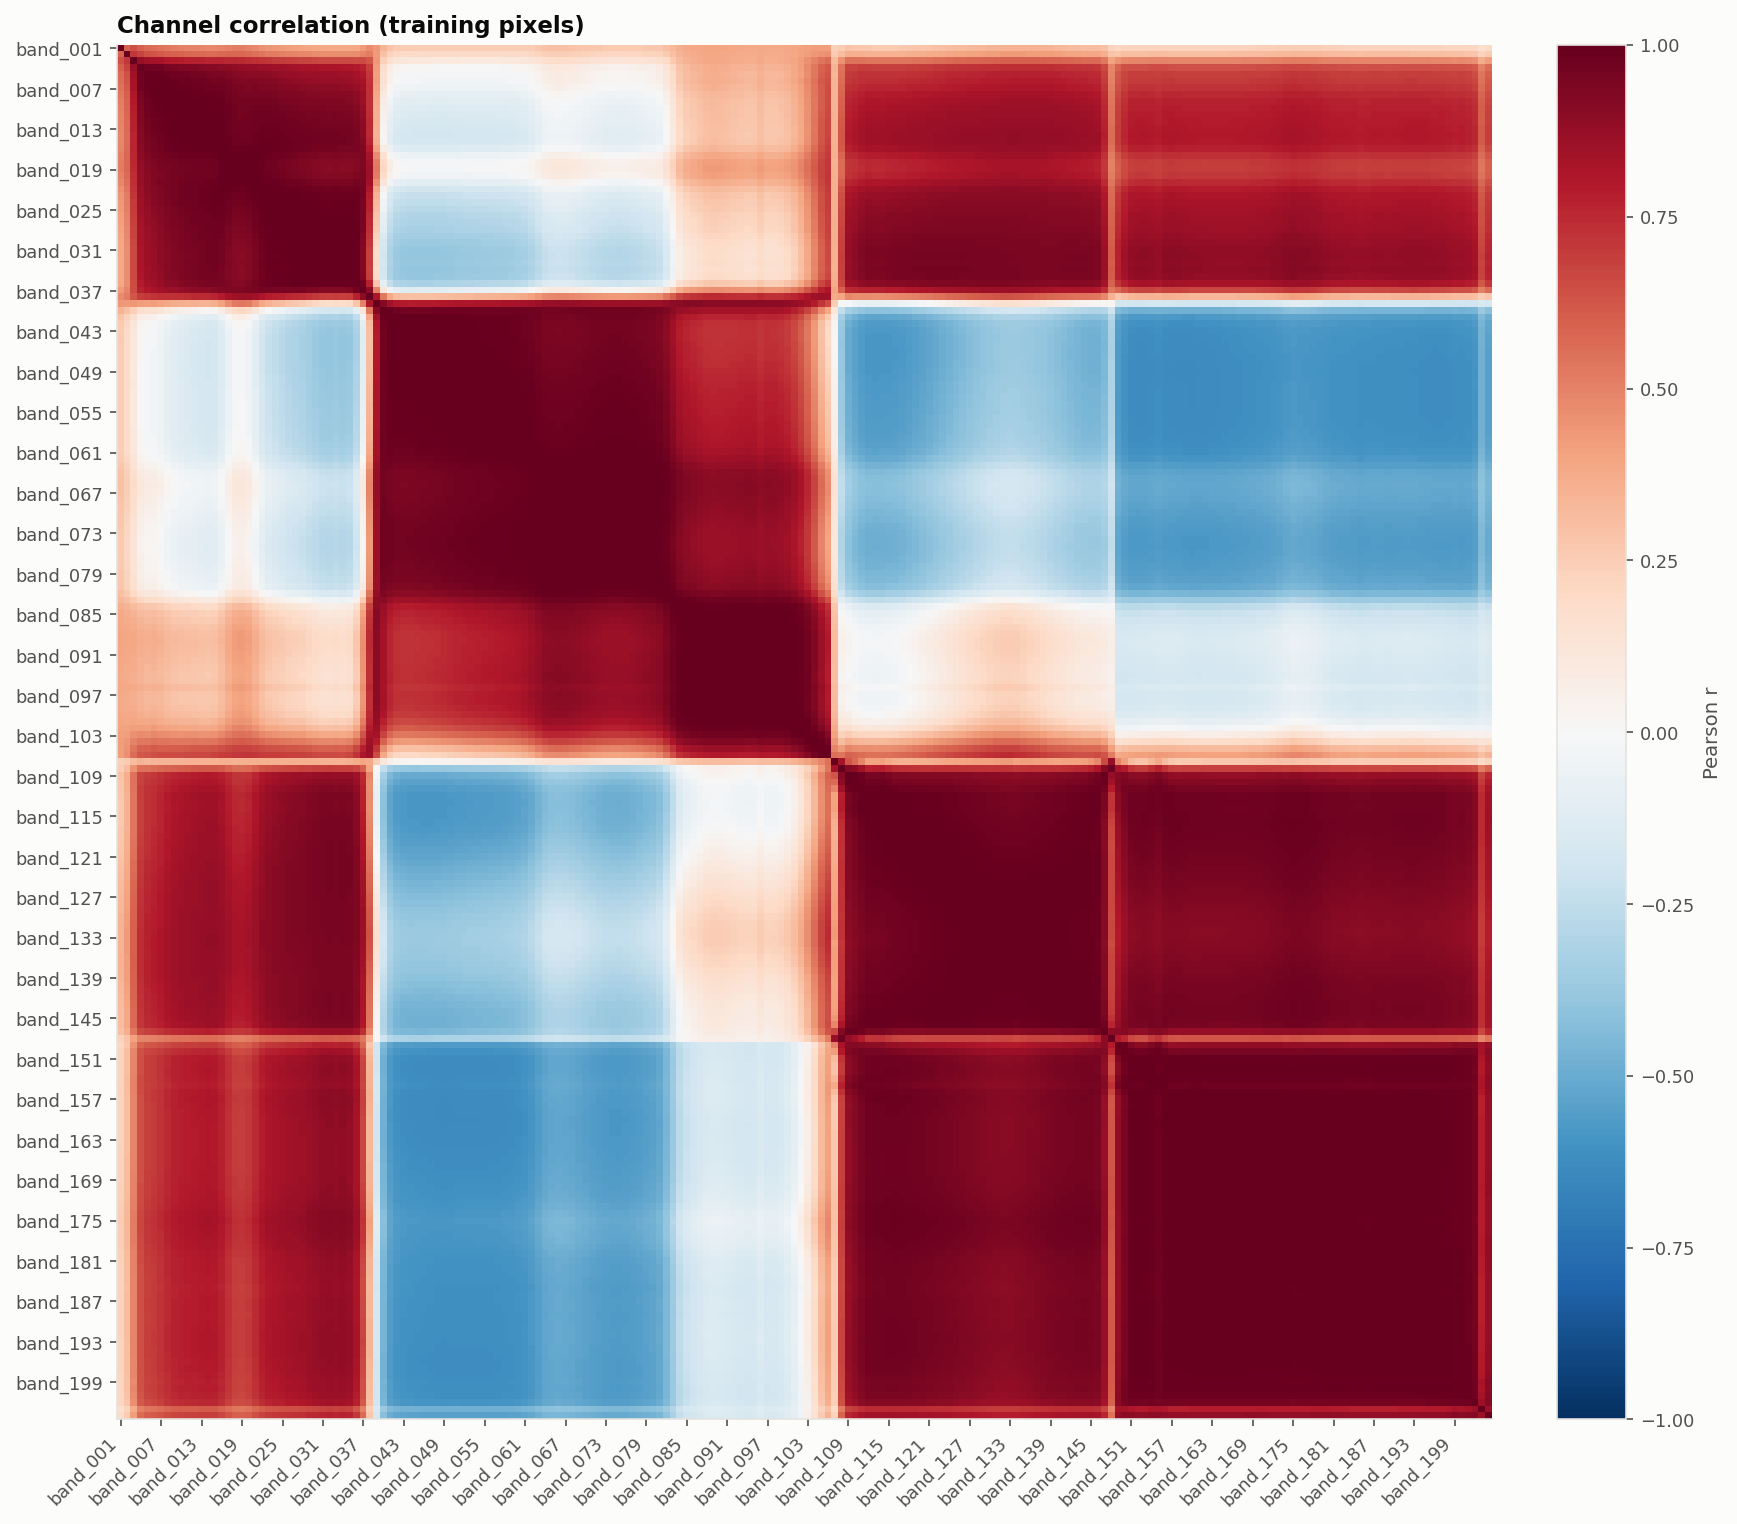 Channel correlation (training pixels)
band_001
band_007
band_013
band_019
band_025
band_031
band_037
band_043
band_049
band_055
band_061
band_067
band_073
band_079
band_085
band_091
band_097
band_103
band_109
band_115
band_121
band_127
band_133
band_139
band_145
band_151
band_157
band_163
band_169
band_175
band_181
band_187
band_193
band_199
band_001
band_007
band_013
band_019
band_025
band_031
band_037
band_043
band_049
band_055
band_061
band_067
band_073
band_079
band_085
band_091
band_097
band_103
band_109
band_115
band_121
band_127
band_133
band_139
band_145
band_151
band_157
band_163
band_169
band_175
band_181
band_187
band_193
band_199
1.00
0.75
0.50
0.25
0.00
−0.25
−0.50
−0.75
−1.00
Pearson r